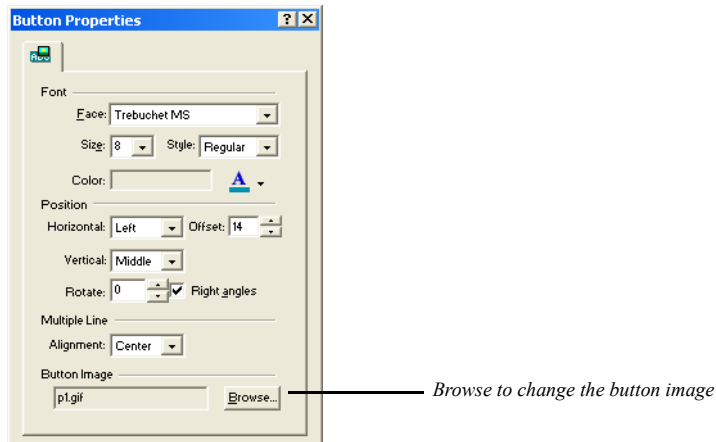 Button Properties
Font
Face: Trebuchet MS
Size: 8 Style: Regular
Color: A
Position
Horizontal: Left Offset: 14
Vertical: Middle
Rotate: 0 Right angles
Multiple Line
Alignment: Center
Button Image
p1.gif Browse... Browse to change the button image